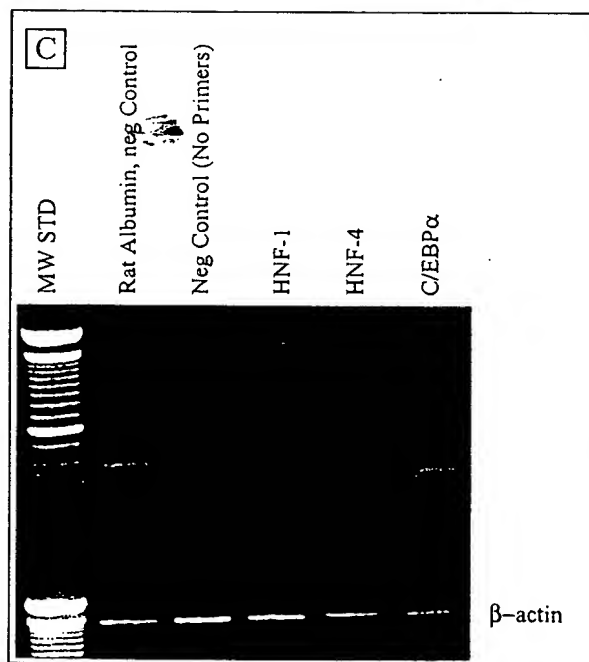 C
MW STD
Rat Albumin, neg Control
Neg Control (No Primers)
HNF-1
HNF-4
C/EBPα
β–actin